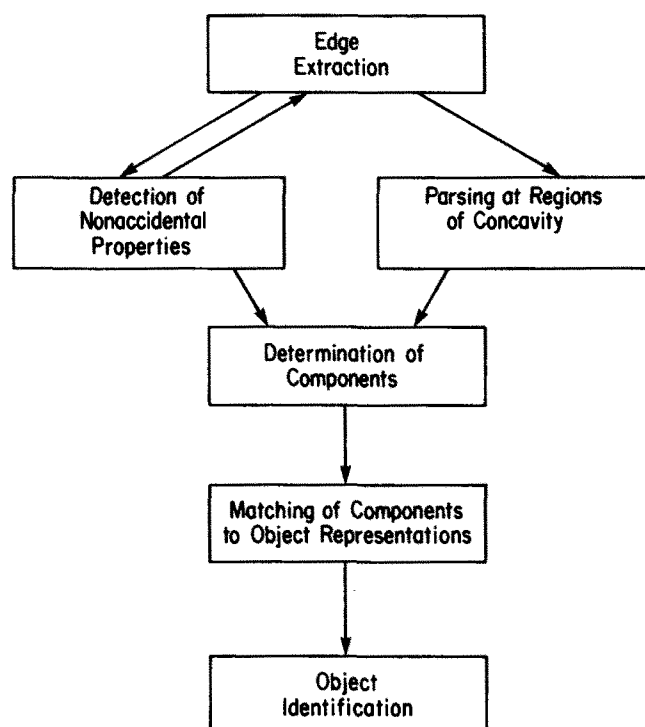 Edge
Extraction
Detection of
Nonaccidental
Properties
Parsing at Regions
of Concavity
Determination of
Components
Matching of Components
to Object Representations
Object
Identification